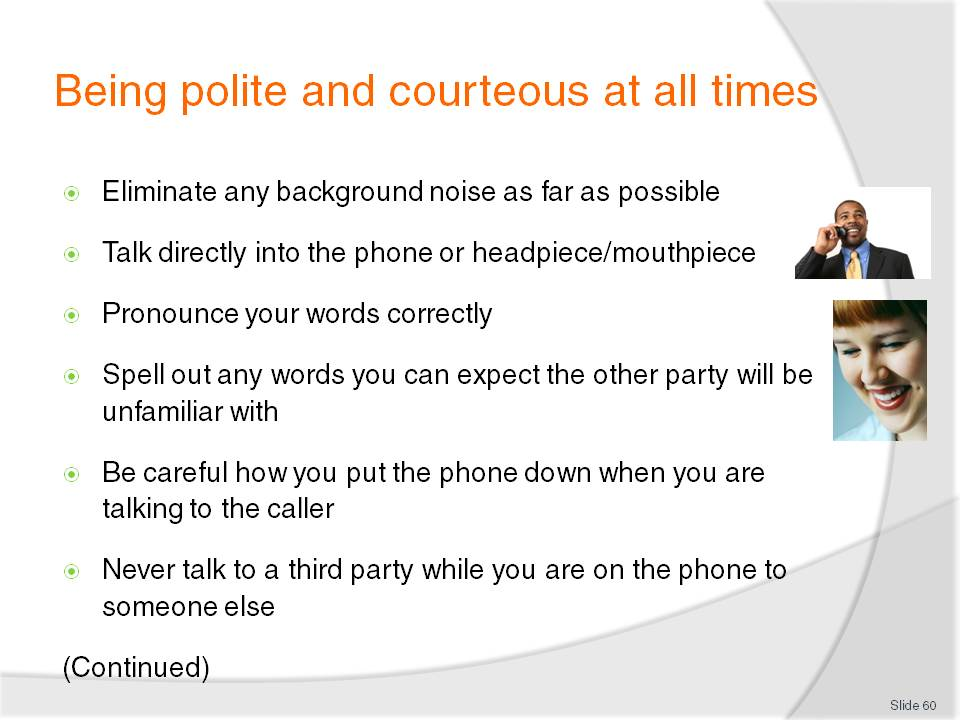 Being polite and courteous at all times
Eliminate any background noise as far as possible
Talk directly into the phone or headpiece/mouthpiece
Pronounce your words correctly
Spell out any words you can expect the other party will be
unfamiliar with
Be careful how you put the phone down when you are
talking to the caller
Never talk to a third party while you are on the phone to
someone else
(Continued)
Slide 60